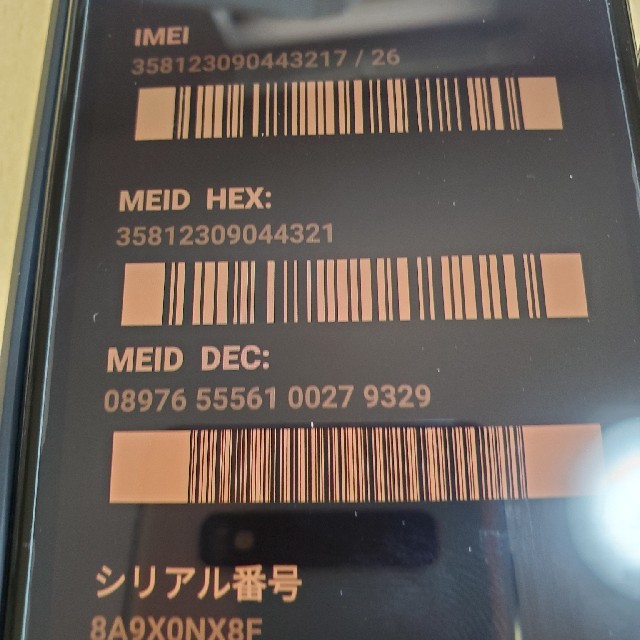 IMEI
358123090443217 / 26
MEID HEX:
35812309044321
MEID DEC:
08976 55561 0027 9329
シリアル番号
8A9X0NX8F